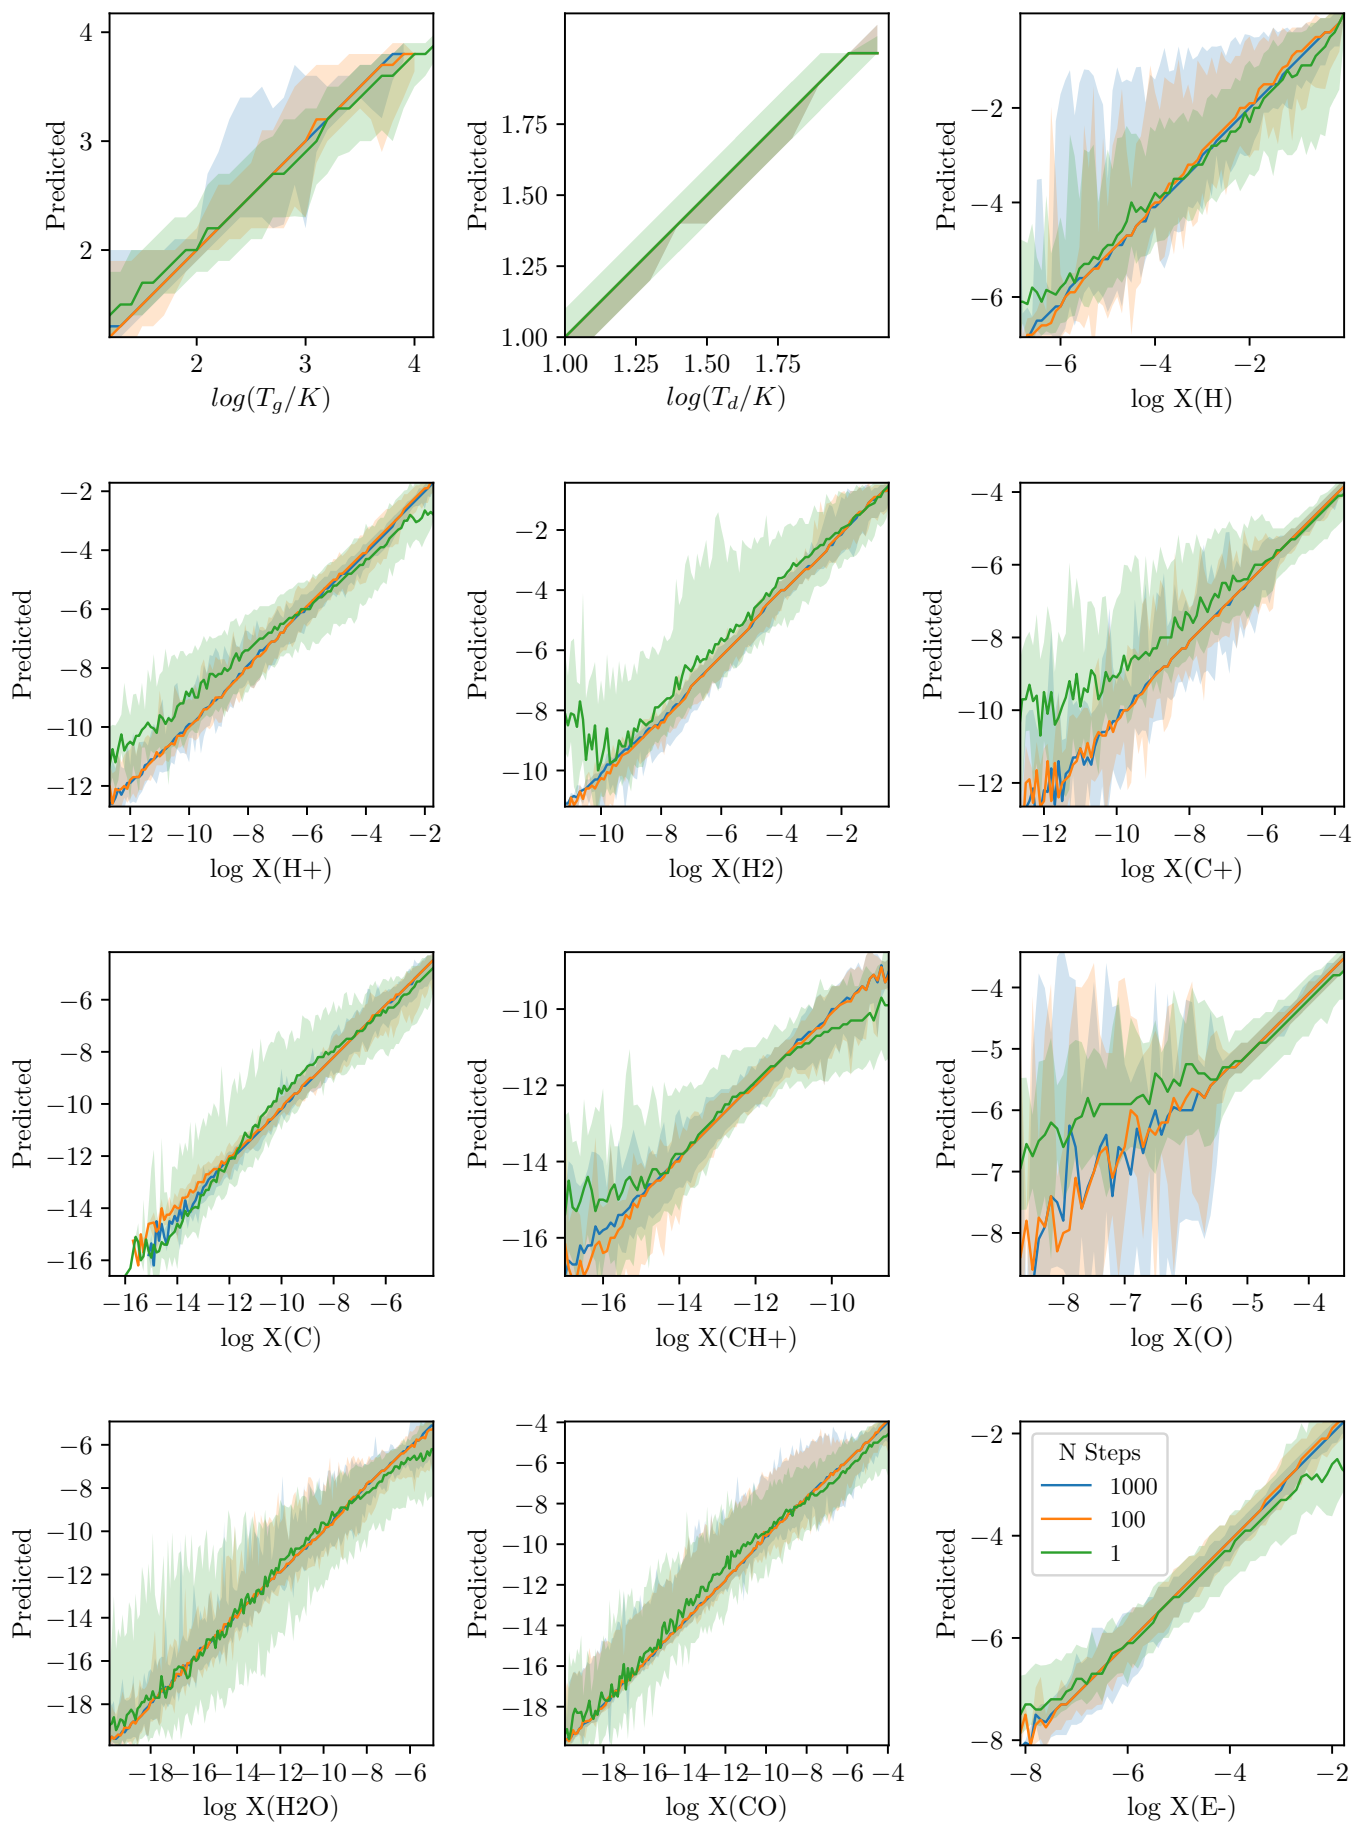 4
3
2
Predicted
2 3 4
log(T_g/K)
1.75
1.50
1.25
1.00
Predicted
1.00 1.25 1.50 1.75
log(T_d/K)
−2
−4
−6
Predicted
−6 −4 −2
log X(H)
−2
−4
−6
−8
−10
−12
Predicted
−12 −10 −8 −6 −4 −2
log X(H+)
−2
−4
−6
−8
−10
Predicted
−10 −8 −6 −4 −2
log X(H2)
−4
−6
−8
−10
−12
Predicted
−12 −10 −8 −6 −4
log X(C+)
−6
−8
−10
−12
−14
−16
Predicted
−16 −14 −12 −10 −8 −6
log X(C)
−10
−12
−14
−16
Predicted
−16 −14 −12 −10
log X(CH+)
−4
−5
−6
−7
−8
Predicted
−8 −7 −6 −5 −4
log X(O)
−6
−8
−10
−12
−14
−16
−18
Predicted
−18 −16 −14 −12 −10 −8 −6
log X(H2O)
−4
−6
−8
−10
−12
−14
−16
−18
Predicted
−18 −16 −14 −12 −10 −8 −6 −4
log X(CO)
−2
−4
−6
−8
Predicted
N Steps
1000
100
1
−8 −6 −4 −2
log X(E-)